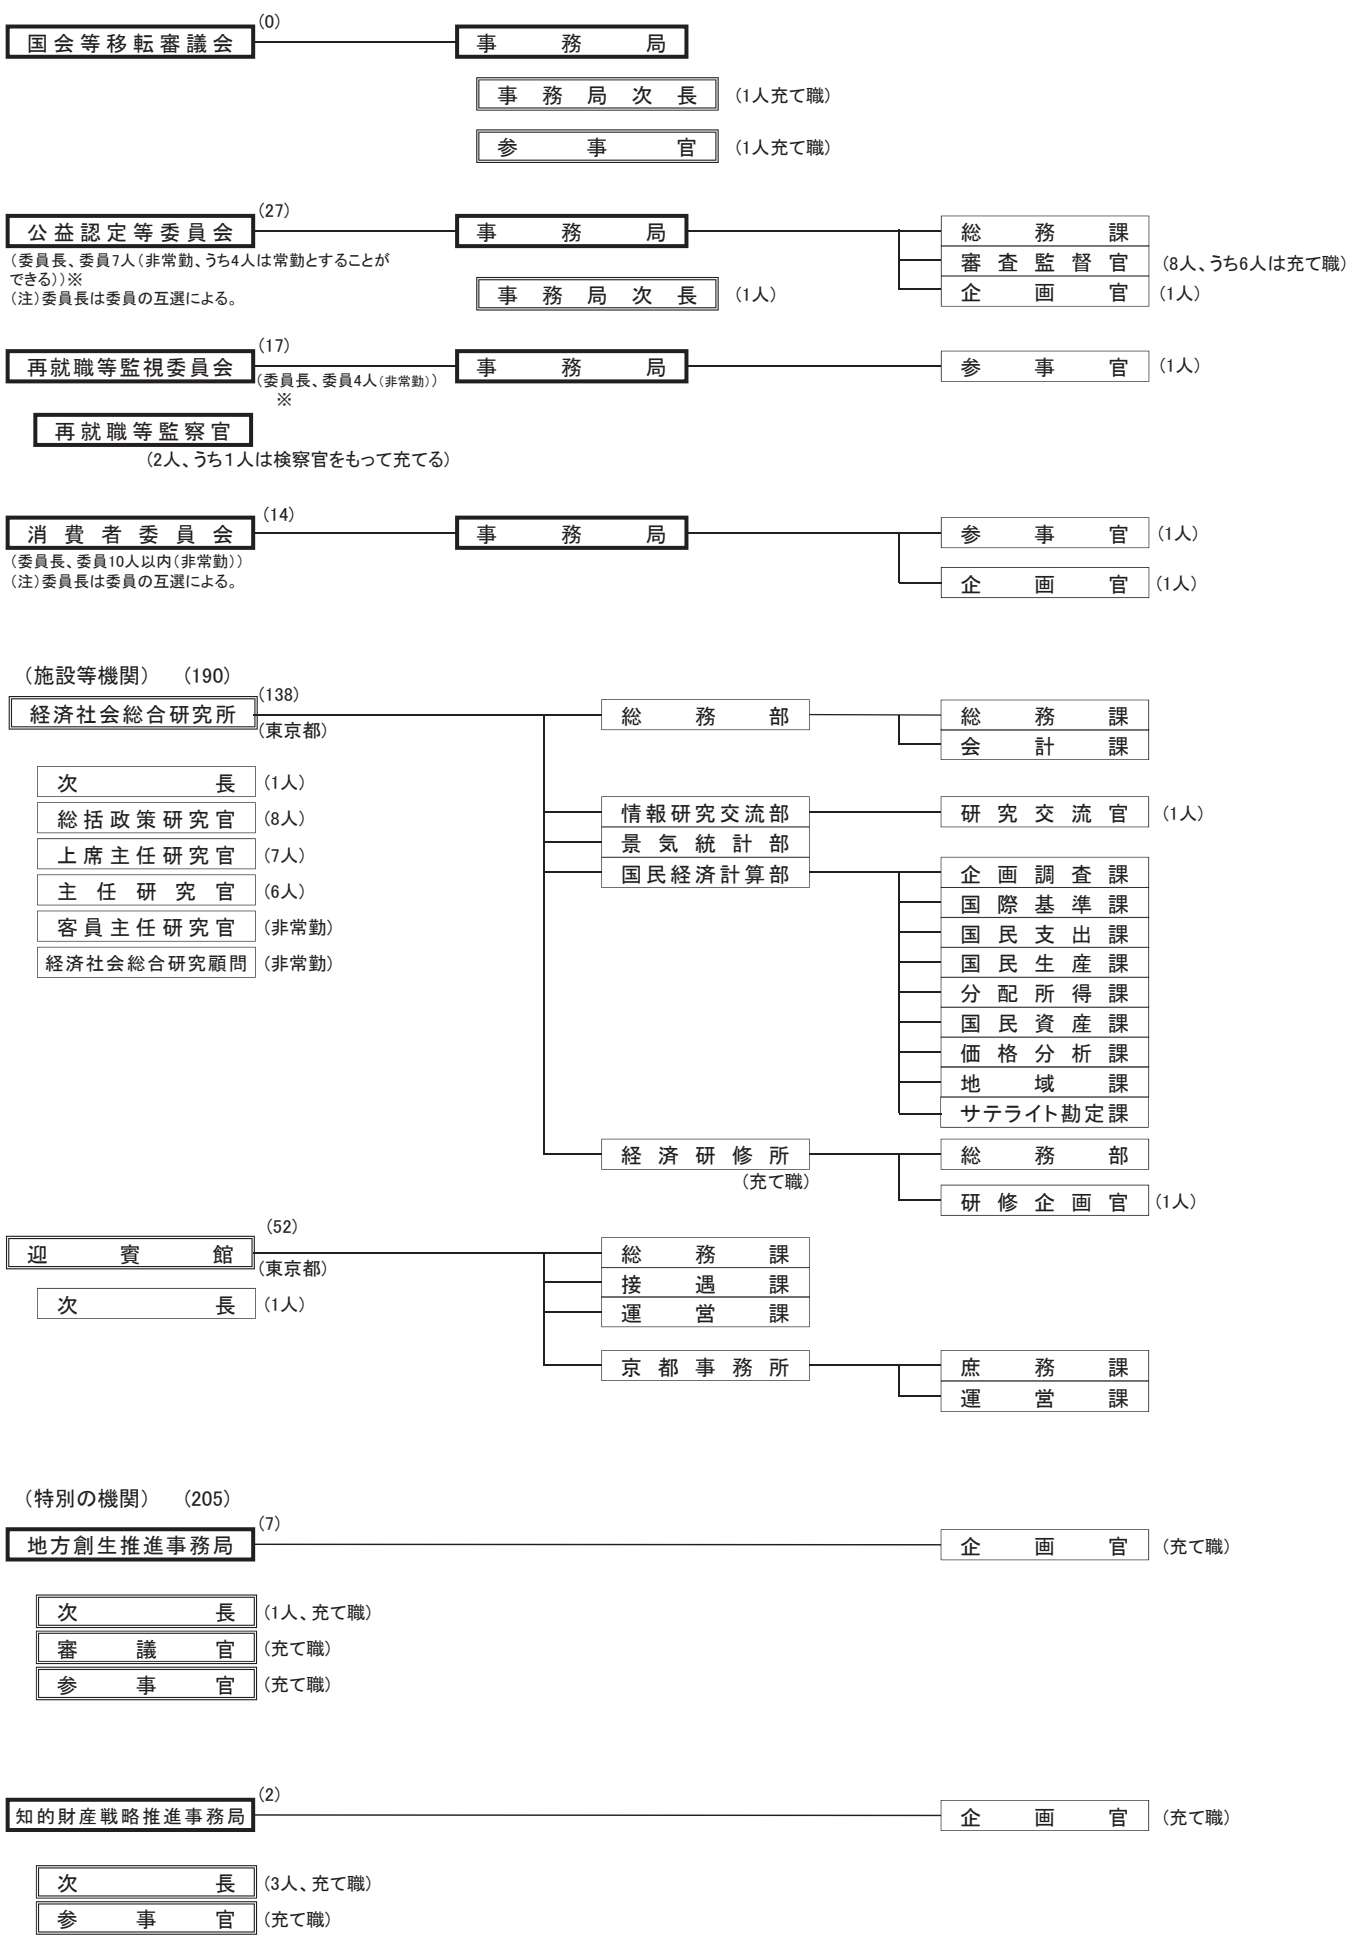 国会等移転審議会 (0) 事務局
事務局次長 (1人充て職)
参事官 (1人充て職)
公益認定等委員会 (27) 事務局 総務課
(委員長、委員7人(非常勤、うち4人は常勤とすることが
できる))※
(注)委員長は委員の互選による。
審査監督官 (8人、うち6人は充て職)
事務局次長 (1人) 企画官 (1人)
再就職等監視委員会 (17) 事務局 参事官 (1人)
(委員長、委員4人(非常勤))
※
再就職等監察官
(2人、うち1人は検察官をもって充てる)
消費者委員会 (14) 事務局 参事官 (1人)
(委員長、委員10人以内(非常勤))
(注)委員長は委員の互選による。
企画官 (1人)
(施設等機関) (190)
経済社会総合研究所 (138) 総務部 総務課
(東京都) 会計課
次長 (1人)
総括政策研究官 (8人)
上席主任研究官 (7人)
主任研究官 (6人)
客員主任研究官 (非常勤)
経済社会総合研究顧問 (非常勤)
情報研究交流部 研究交流官 (1人)
景気統計部
国民経済計算部 企画調査課
国際基準課
国民支出課
国民生産課
分配所得課
国民資産課
価格分析課
地域課
サテライト勘定課
経済研修所 総務部
(充て職)
研修企画官 (1人)
迎賓館 (52) 総務課
(東京都)
接遇課
次長 (1人) 運営課
京都事務所 庶務課
運営課
(特別の機関) (205)
地方創生推進事務局 (7) 企画官 (充て職)
次長 (1人、充て職)
審議官 (充て職)
参事官 (充て職)
知的財産戦略推進事務局 (2) 企画官 (充て職)
次長 (3人、充て職)
参事官 (充て職)